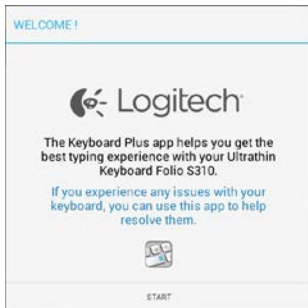 WELCOME !
Logitech
The Keyboard Plus app helps you get the
best typing experience with your Ultrathin
Keyboard Folio S310.
If you experience any issues with your
keyboard, you can use this app to help
resolve them.
START